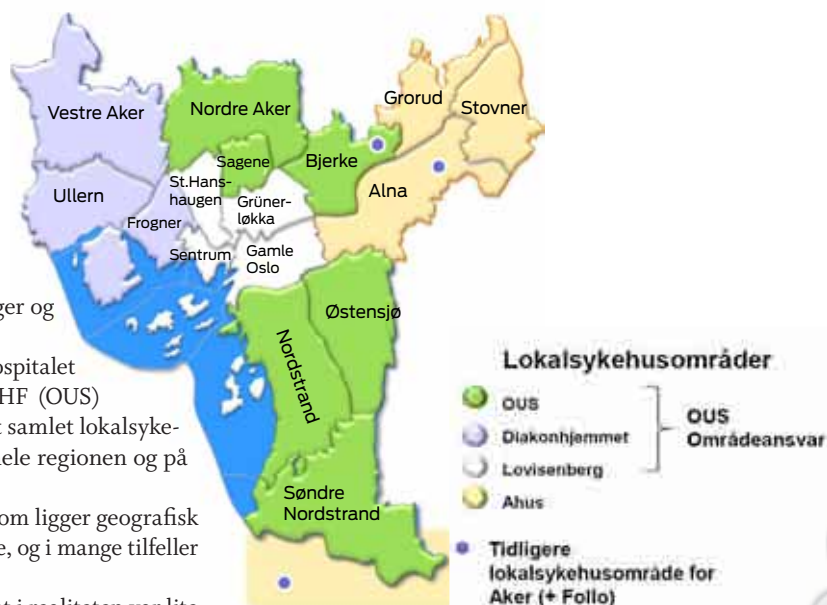 Vestre Aker
Nordre Aker
Grorud
Stovner
Sagene
Bjerke
Ullern
St.Hans-
haugen
Grüner-
løkka
Alna
Frogner
Sentrum
Gamle
Oslo
Østensjø
Nordstrand
Søndre
Nordstrand
ger og
ospitalet
HF (OUS)
t samlet lokalsyke-
hele regionen og på
om ligger geografisk
e, og i mange tilfeller
Lokalsykehusområder
OUS
Diakonhjemmet
Lovisenberg
Ahus
OUS
Områdeansvar
Tidligere
lokalsykehusområde for
Aker (+ Follo)